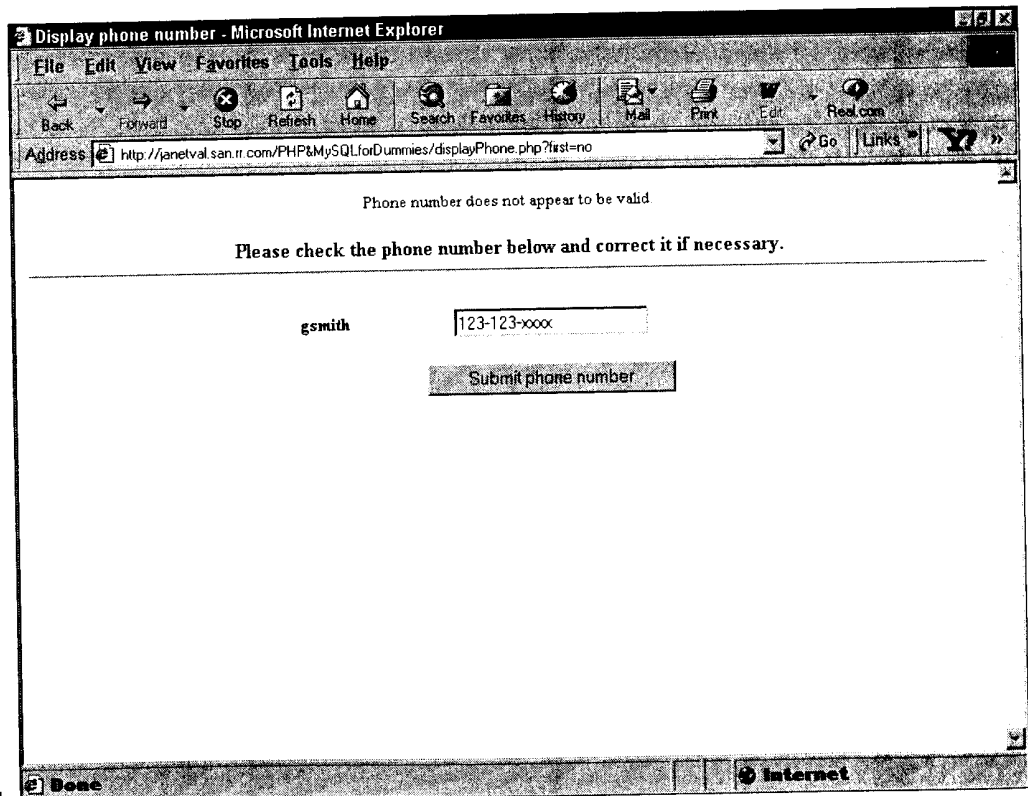 Display phone number - Microsoft Internet Explorer
File Edit View Favorites Tools Help
Back Forward Stop Refresh Home Search Favorites History Mail Print Edit Real.com
Address http://janetval.san.rr.com/PHP&MySQLforDummies/displayPhone.php?first=no Go Links Y! »
Phone number does not appear to be valid.
Please check the phone number below and correct it if necessary.
gsmith 123-123-xxxx
Submit phone number
Done Internet